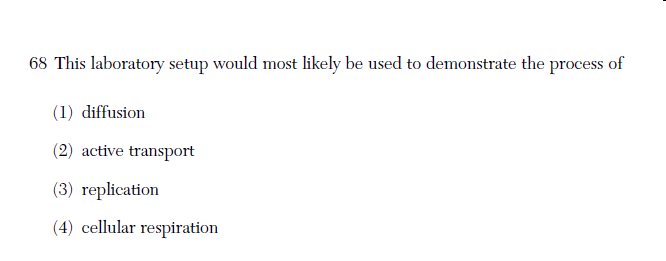 68 This laboratory setup would most likely be used to demonstrate the process of
(1) diffusion
(2) active transport
(3) replication
(4) cellular respiration